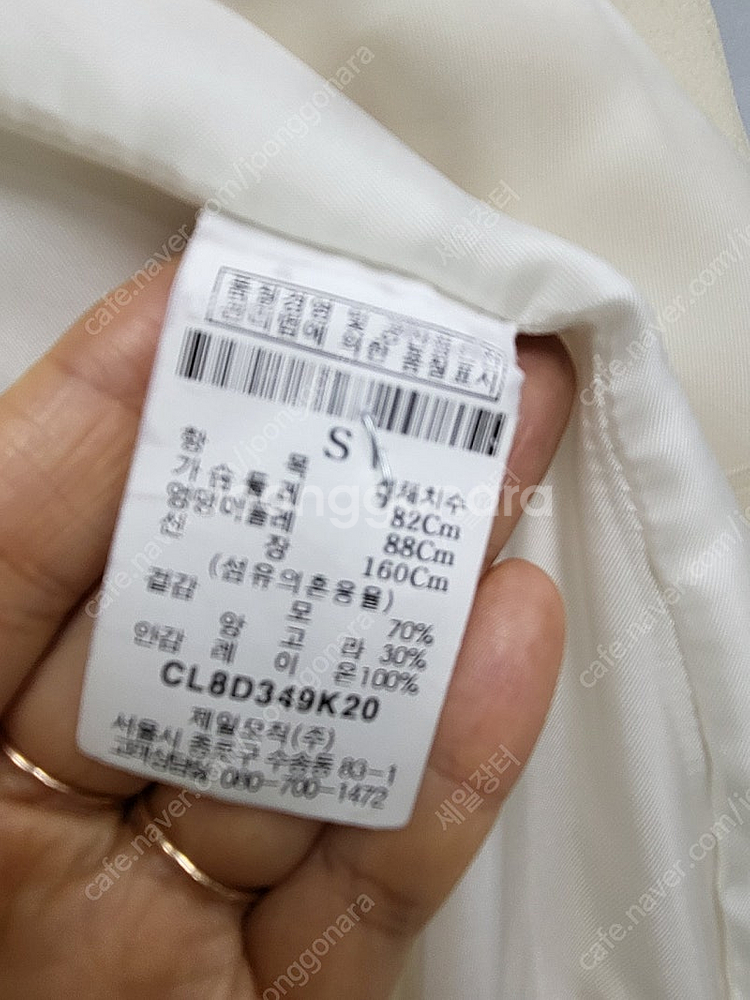 품질경영 및 공산품안전
관리법에 의한 품질표시
S
항목
신체치수
가슴둘레 82Cm
엉덩이둘레 88Cm
신장 160Cm
(섬유의혼용율)
겉감 모 70%
앙고라 30%
안감 레이온100%
CL8D349K20
제일모직(주)
서울시 종로구 수송동 83-1
고객상담실 080-700-1472
joonggonara
cafe.naver.com/joonggonara
세일장터